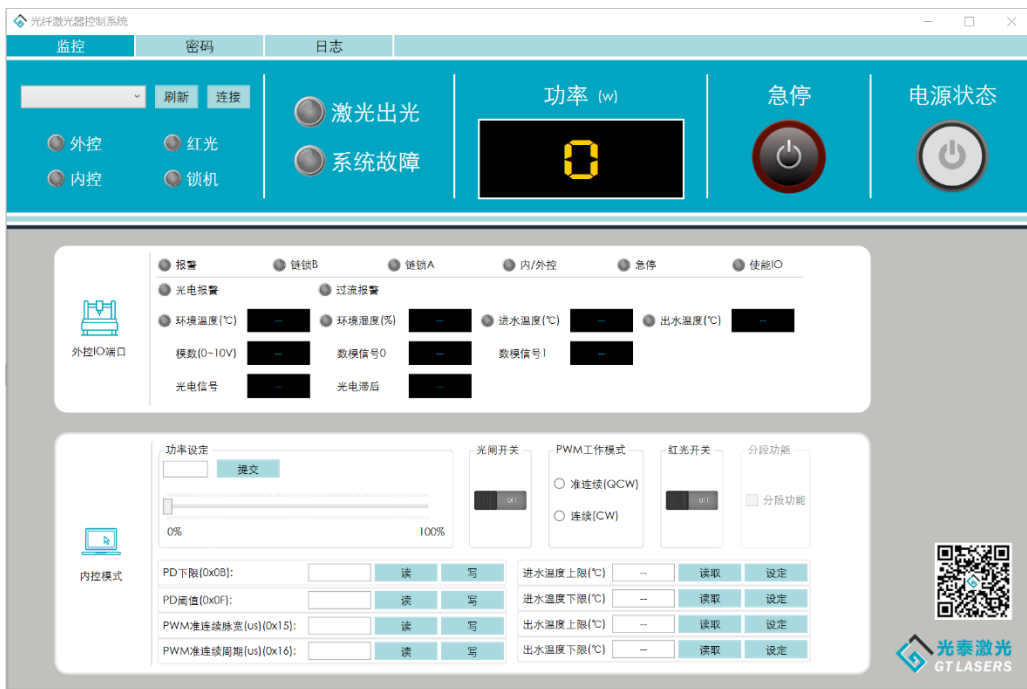 光纤激光器控制系统
监控 密码 日志
刷新 连接
外控 红光
内控 锁机
激光出光
系统故障
功率 (w)
0
急停
电源状态
报警 链锁B 链锁A 内/外控 急停 使能IO
光电报警 过流报警
环境温度(℃) -- 环境湿度(%) -- 进水温度(℃) -- 出水温度(℃) --
外控IO端口
模数(0~10V) -- 数模信号0 -- 数模信号1 --
光电信号 -- 光电滞后 --
功率设定
提交
0% 100%
光闸开关
OFF
PWM工作模式
准连续(QCW)
连续(CW)
红光开关
OFF
分段功能
分段功能
内控模式
PD下限(0x0B): 读 写
PD阈值(0x0F): 读 写
PWM准连续脉宽(us)(0x15): 读 写
PWM准连续周期(us)(0x16): 读 写
进水温度上限(℃) -- 读取 设定
进水温度下限(℃) -- 读取 设定
出水温度上限(℃) -- 读取 设定
出水温度下限(℃) -- 读取 设定
光泰激光
GT LASERS